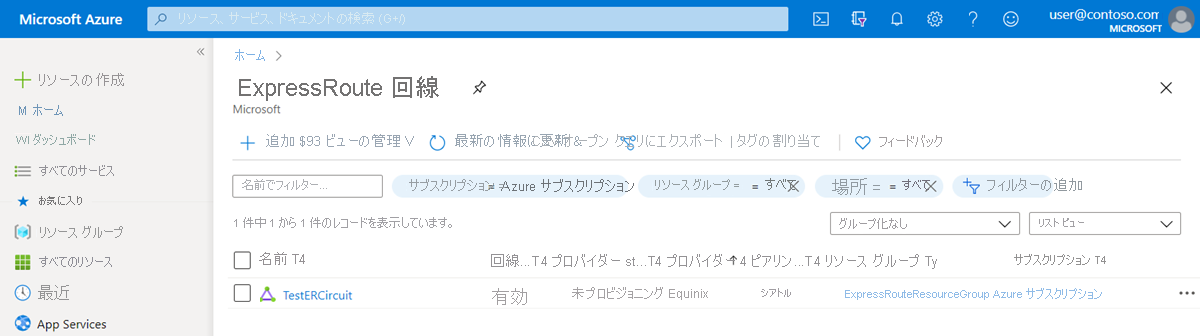 Microsoft Azure
リソース、サービス、ドキュメントの検索 (G+/)
user@contoso.com
MICROSOFT
«
リソースの作成
M ホーム
WI ダッシュボード
すべてのサービス
お気に入り
リソース グループ
すべてのリソース
最近
App Services
ホーム
ExpressRoute 回線
Microsoft
追加 $93 ビューの管理 V 最新の情報に更新 オープン クエリにエクスポート | タグの割り当て フィードバック
名前でフィルター... サブスクリプション = Azure サブスクリプション リソース グループ = = すべて 場所 = = すべて フィルターの追加
1 件中 1 から 1 件のレコードを表示しています。
グループ化なし リスト ビュー
名前 T4 回線...T4 プロバイダー st...T4 プロバイダー T4 ピアリン ...T4 リソース グループ Ty サブスクリプション T4
TestERCircuit 有効 未プロビジョニング Equinix シアトル ExpressRouteResourceGroup Azure サブスクリプション